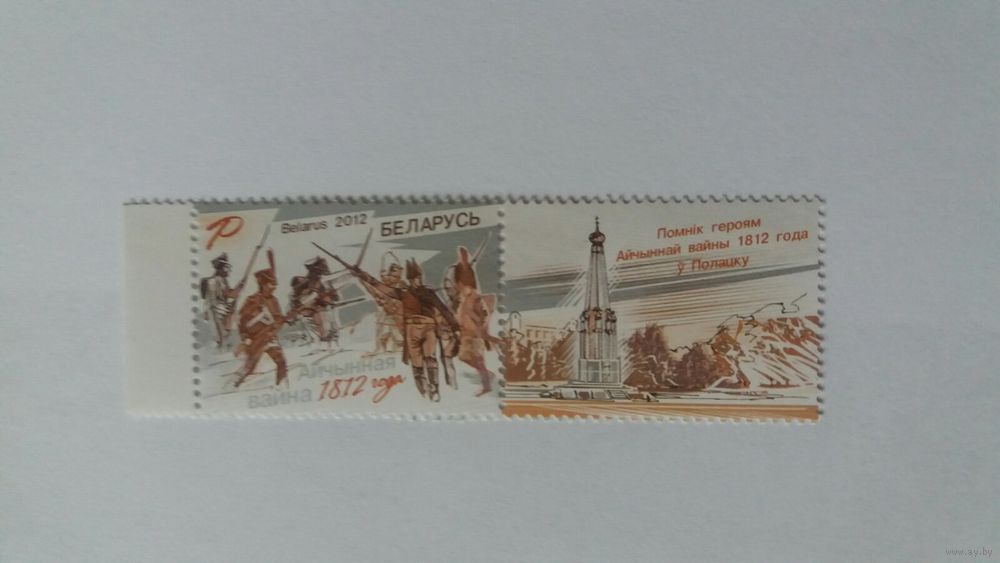 Р
Belarus 2012 БЕЛАРУСЬ
Айчынная
вайна 1812 года
Помнік героям
Айчыннай вайны 1812 года
ў Полацку
www.ay.by